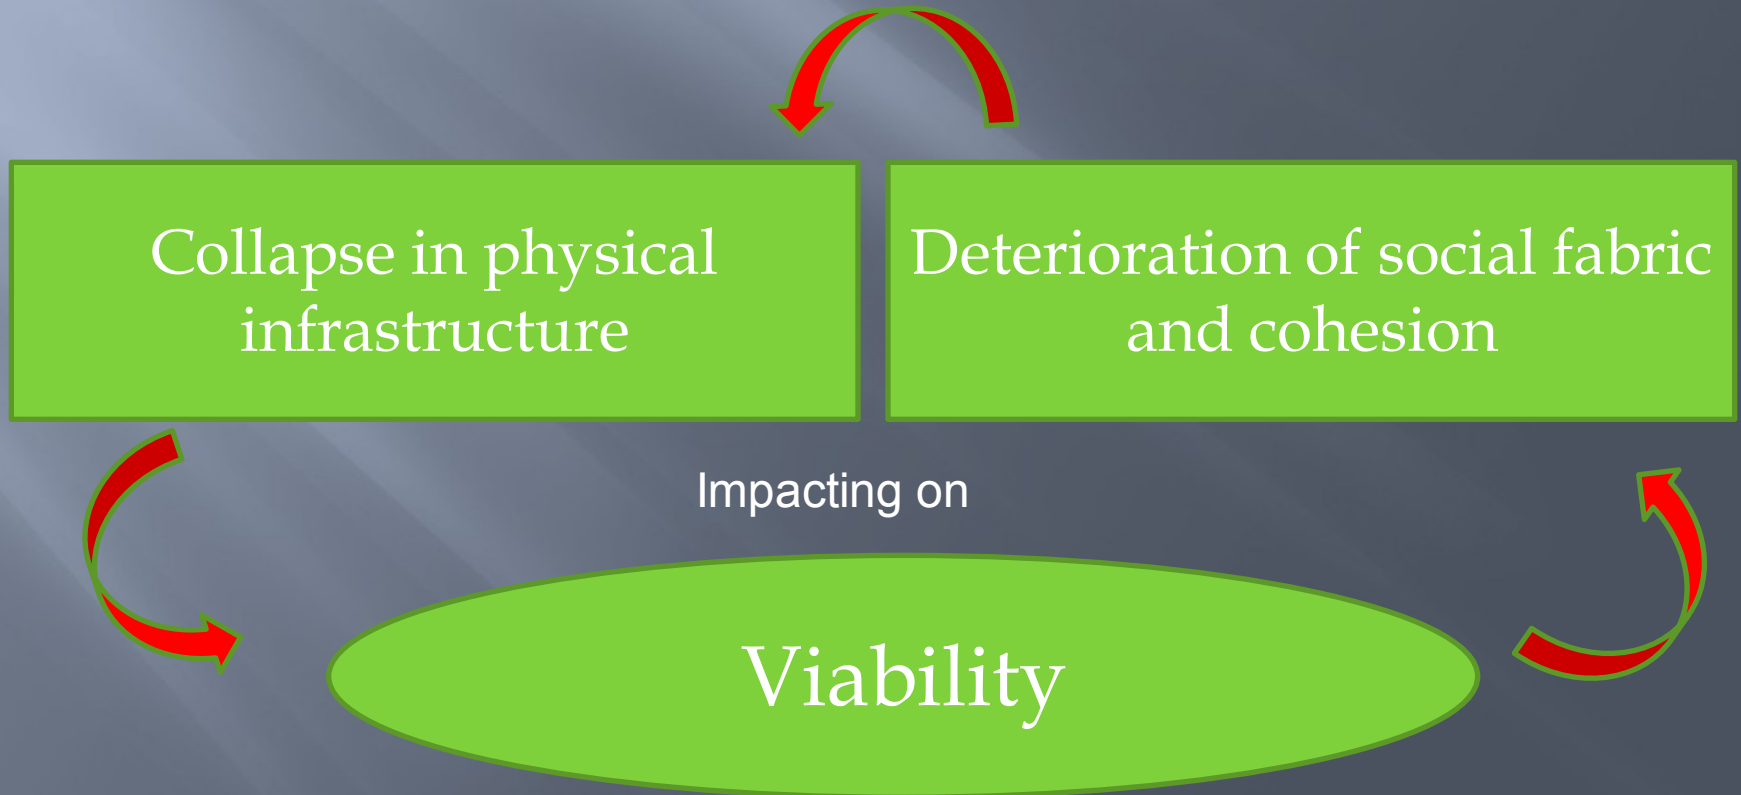 Collapse in physical
infrastructure
Deterioration of social fabric
and cohesion
Impacting on
Viability